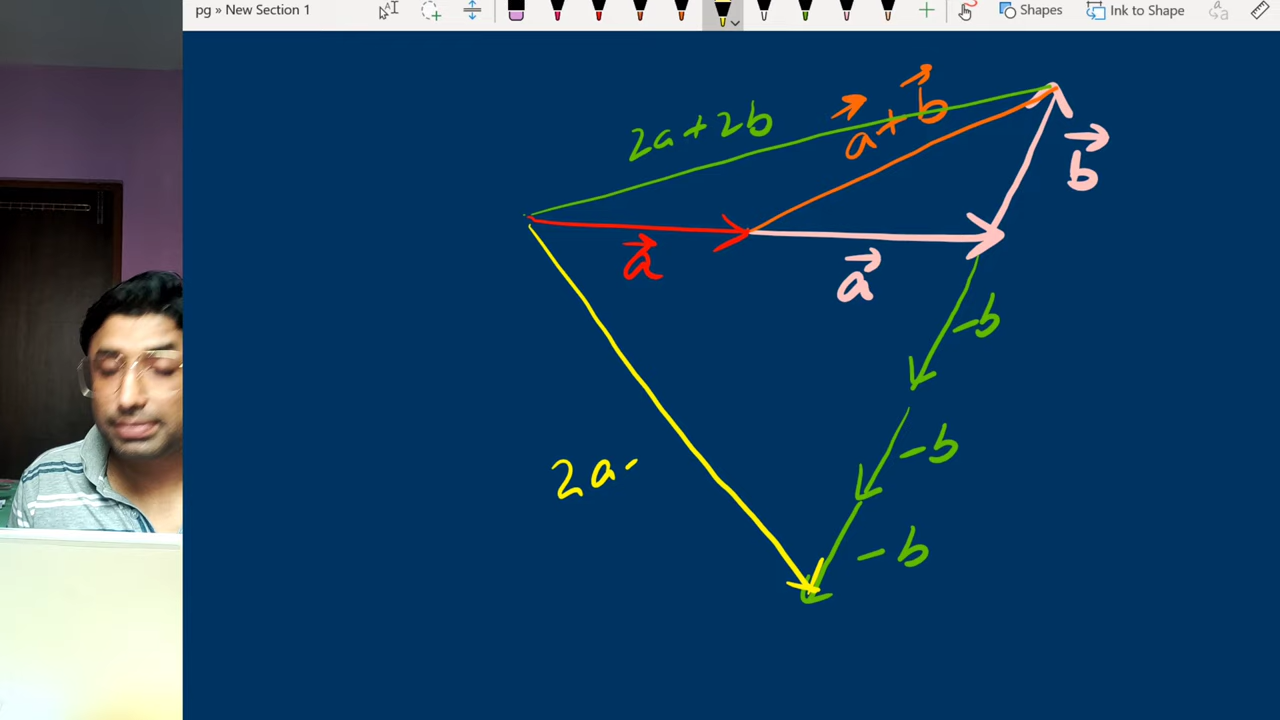 pg » New Section 1
Shapes
Ink to Shape
2a+2b
a⃗+b⃗
b⃗
a⃗
a⃗
-b
-b
2a-
-b